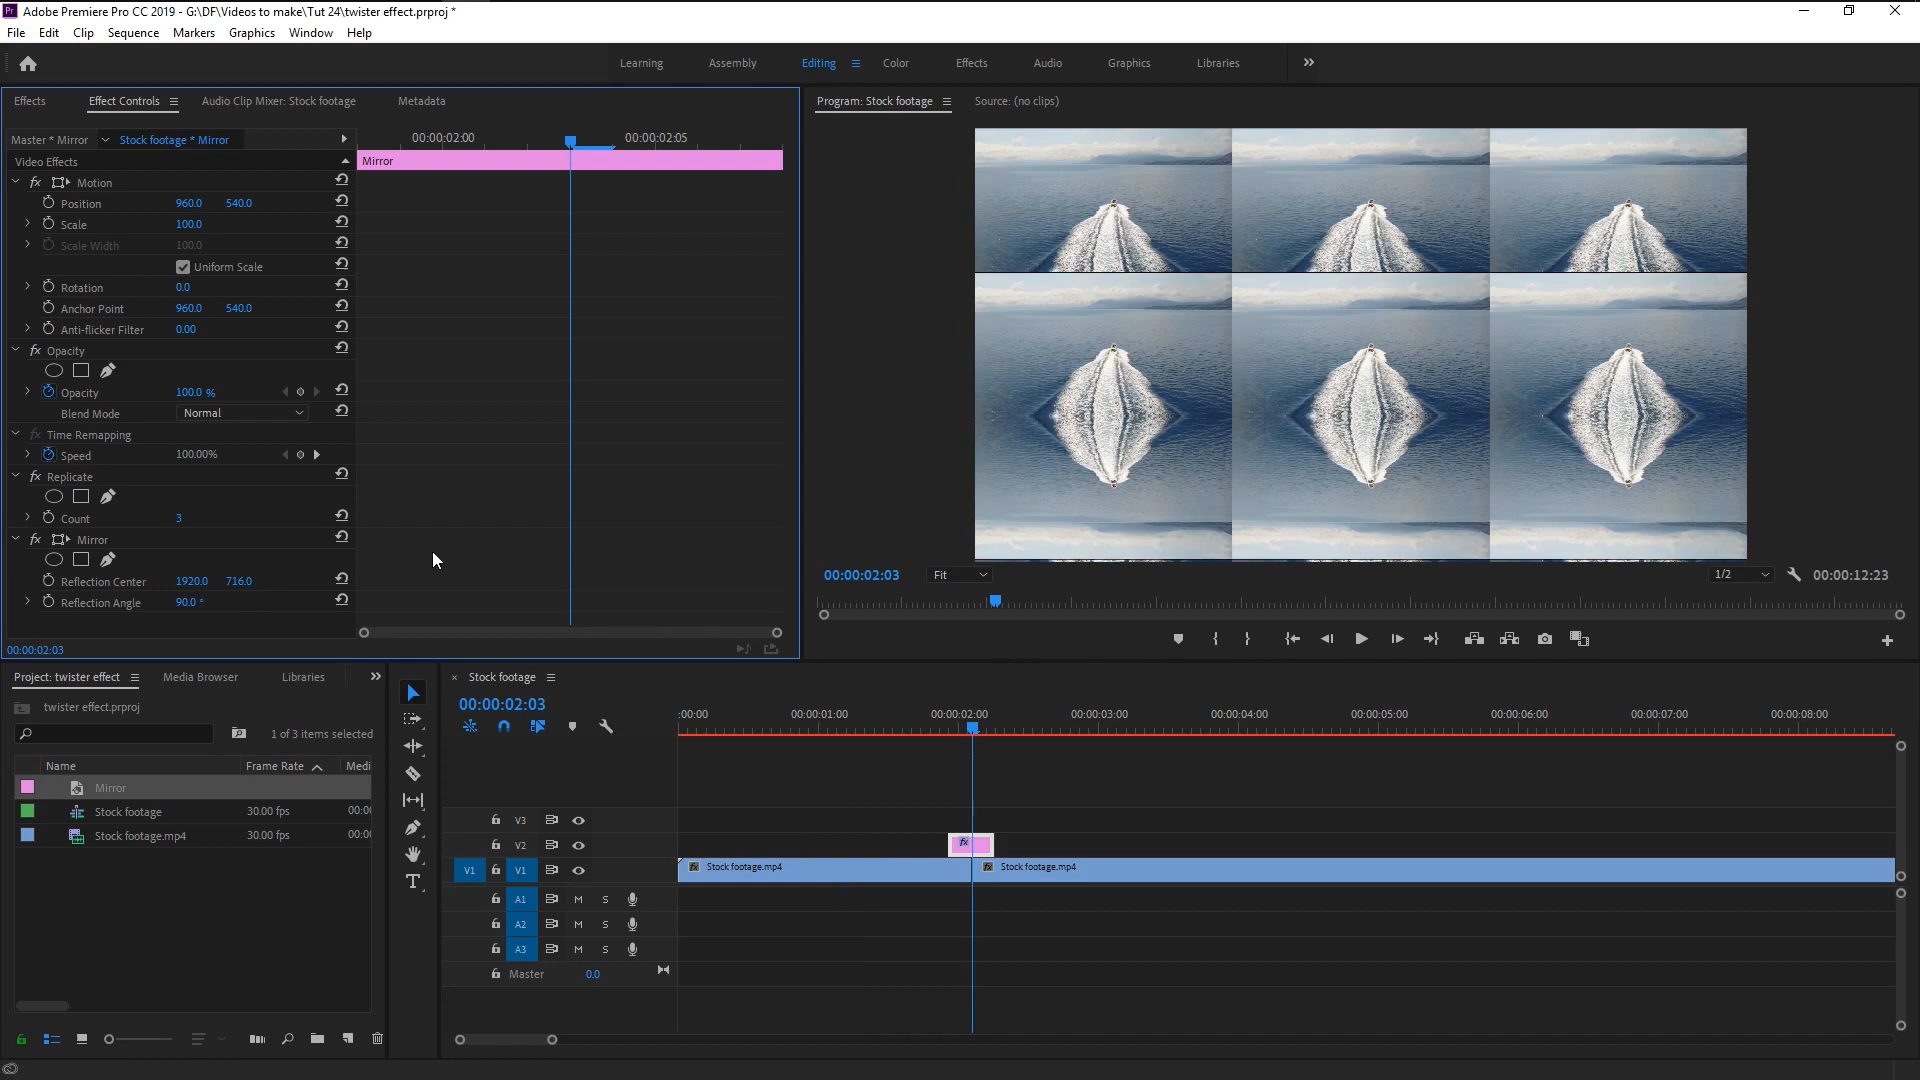 Pr Adobe Premiere Pro CC 2019 - G:\DF\Videos to make\Tut 24\twister effect.prproj *
File Edit Clip Sequence Markers Graphics Window Help
Learning Assembly Editing Color Effects Audio Graphics Libraries
Effects Effect Controls Audio Clip Mixer: Stock footage Metadata
Program: Stock footage Source: (no clips)
Master * Mirror Stock footage * Mirror 00:00:02:00 00:00:02:05
Video Effects Mirror
fx Motion
Position 960.0 540.0
Scale 100.0
Scale Width 100.0
Uniform Scale
Rotation 0.0
Anchor Point 960.0 540.0
Anti-flicker Filter 0.00
fx Opacity
Opacity 100.0 %
Blend Mode Normal
fx Time Remapping
Speed 100.00%
fx Replicate
Count 3
fx Mirror
Reflection Center 1920.0 716.0
Reflection Angle 90.0 °
00:00:02:03
00:00:02:03 Fit 1/2 00:00:12:23
Project: twister effect Media Browser Libraries
twister effect.prproj
1 of 3 items selected
Name Frame Rate Medi
Mirror
Stock footage 30.00 fps 00:0
Stock footage.mp4 30.00 fps 00:0
× Stock footage
00:00:02:03
:00:00 00:00:01:00 00:00:02:00 00:00:03:00 00:00:04:00 00:00:05:00 00:00:06:00 00:00:07:00 00:00:08:00
V3
V2 fx
V1 V1 fx Stock footage.mp4 fx Stock footage.mp4
A1 M S
A2 M S
A3 M S
Master 0.0